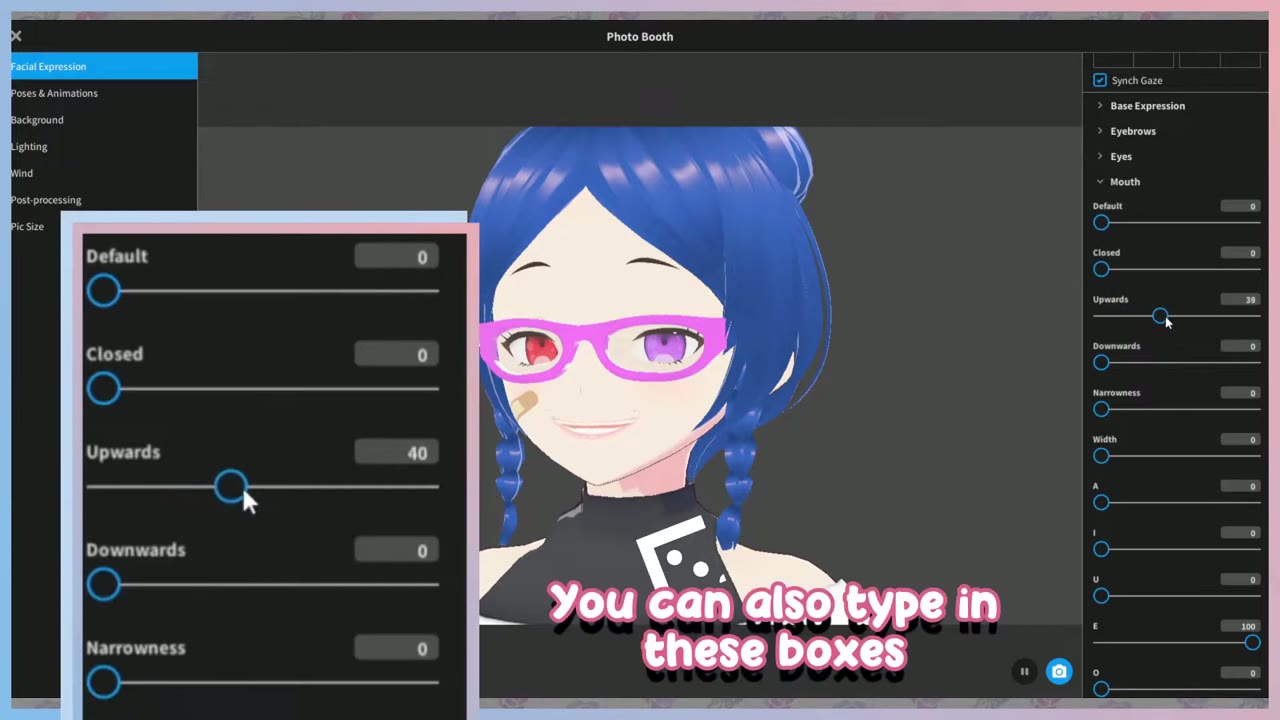 Photo Booth
Facial Expression
Poses & Animations
Background
Lighting
Wind
Post-processing
Pic Size
Default
0
Closed
0
Upwards
40
Downwards
0
Narrowness
0
You can also type in
these boxes
Synch Gaze
Base Expression
Eyebrows
Eyes
Mouth
Default
0
Closed
0
Upwards
38
Downwards
0
Narrowness
0
Width
0
A
0
I
0
U
0
E
100
O
0